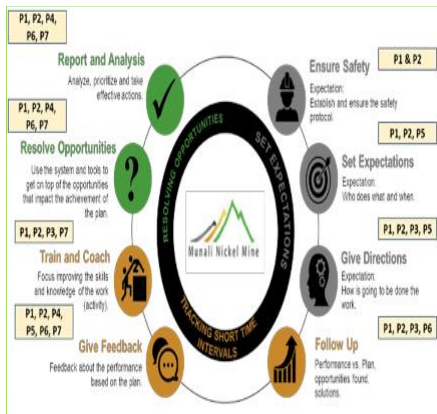 P1, P2, P4,
P6, P7
Report and Analysis
Analyze, prioritize and take
effective actions.
P1, P2, P4,
P6, P7
Resolve Opportunities
Use the system and tools to
get on top of the opportunities
that impact the achievement of
the plan.
P1, P2, P3, P7
Train and Coach
Focus improving the skills
and knowledge of the work
(activity).
P1, P2, P4,
P5, P6, P7
Give Feedback
Feedback about the performance
based on the plan.
RESOLVING OPPORTUNITIES
SET EXPECTATIONS
TRACKING SHORT TIME
INTERVALS
Munali Nickel Mine
P1 & P2
Ensure Safety
Expectation:
Establish and ensure the safety
protocol.
P1, P2, P5
Set Expectations
Expectation:
Who does what and when.
P1, P2, P3, P5
Give Directions
Expectation:
How is going to be done the
work.
P1, P2, P3, P6
Follow Up
Performance vs. Plan,
opportunities found,
solutions.